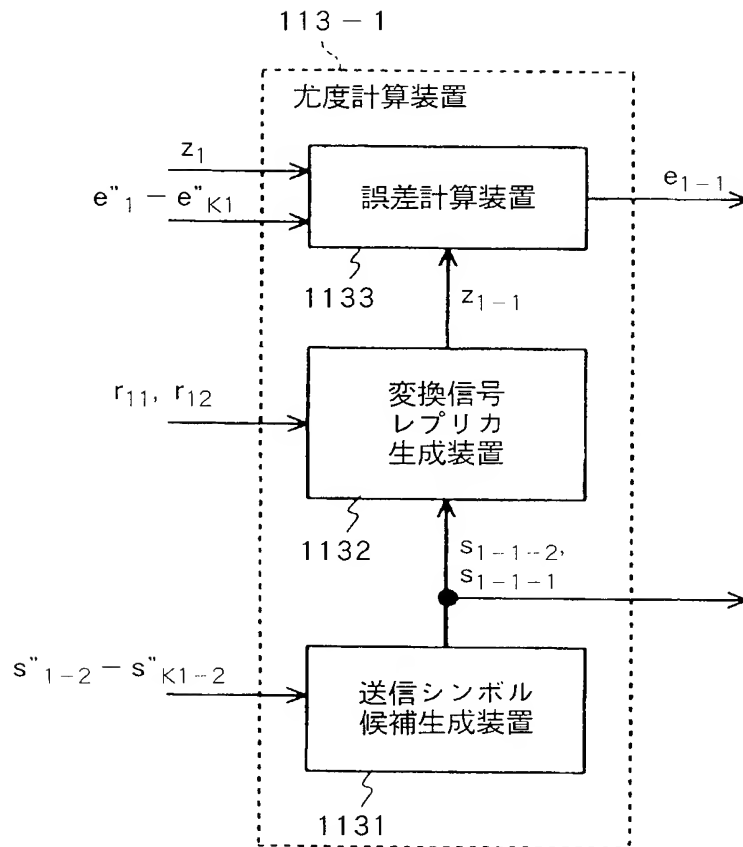 113-1
尤度計算装置
z1
e"1 - e"K1
誤差計算装置
e1-1
1133
z1-1
r11, r12
変換信号
レプリカ
生成装置
1132
s1-1-2,
s1-1-1
s"1-2 - s"K1-2
送信シンボル
候補生成装置
1131